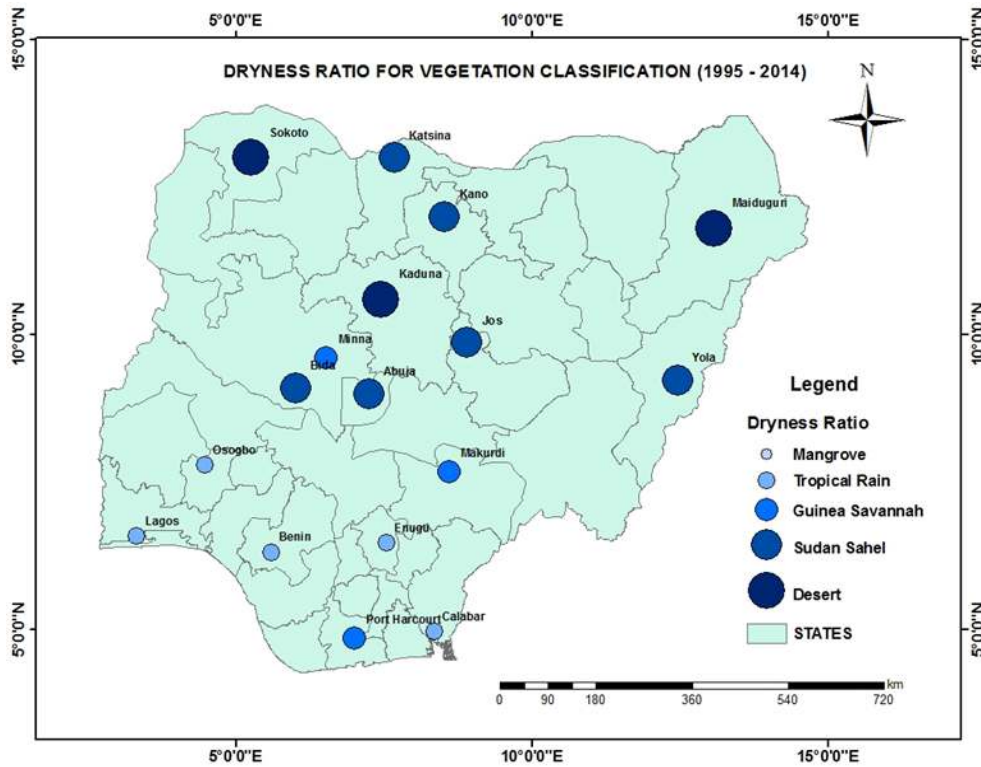 5°0'0"E 10°0'0"E 15°0'0"E
15°0'0"N 15°0'0"N
DRYNESS RATIO FOR VEGETATION CLASSIFICATION (1995 - 2014)
N
Sokoto
Katsina
Kano
Maiduguri
Kaduna
Jos
10°0'0"N 10°0'0"N
Minna
Bida
Abuja
Yola
Legend
Dryness Ratio
Mangrove
Tropical Rain
Guinea Savannah
Sudan Sahel
Desert
STATES
Osogbo
Makurdi
Lagos
Benin
Enugu
Port Harcourt
Calabar
5°0'0"N 5°0'0"N
km
0 90 180 360 540 720
5°0'0"E 10°0'0"E 15°0'0"E